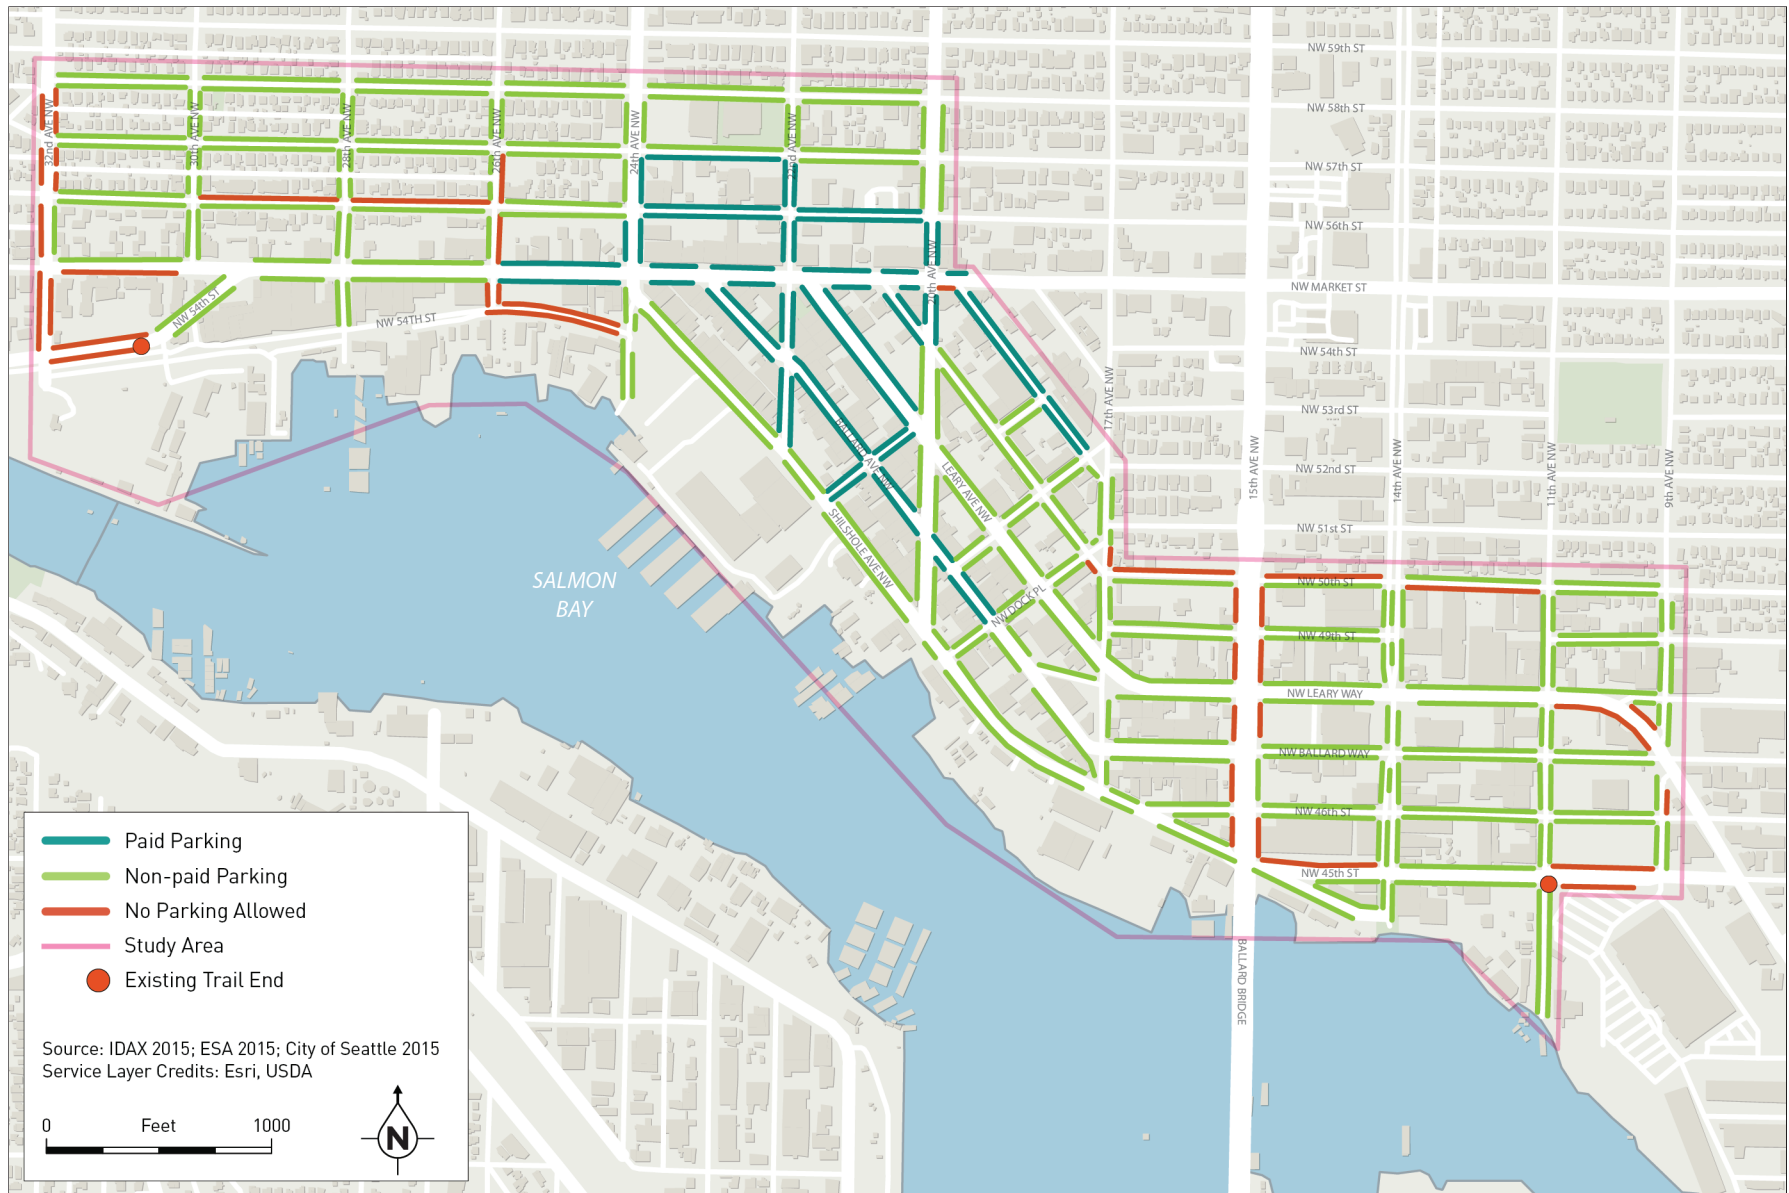 NW 59th ST
NW 58th ST
32nd AVE NW
30th AVE NW
28th AVE NW
26th AVE NW
24th AVE NW
22nd AVE NW
NW 57th ST
NW 56th ST
20th AVE NW
NW MARKET ST
NW 54th ST
NW 54TH ST
NW 54th ST
17th AVE NW
NW 53rd ST
15th AVE NW
14th AVE NW
11th AVE NW
9th AVE NW
BALLARD AVE NW
NW 52nd ST
LEARY AVE NW
SHILSHOLE AVE NW
NW 51st ST
SALMON
BAY
NW DOCK PL
NW 50th ST
NW 49th ST
NW LEARY WAY
NW BALLARD WAY
NW 46th ST
NW 45th ST
BALLARD BRIDGE
Paid Parking
Non-paid Parking
No Parking Allowed
Study Area
Existing Trail End
Source: IDAX 2015; ESA 2015; City of Seattle 2015
Service Layer Credits: Esri, USDA
0 Feet 1000
N